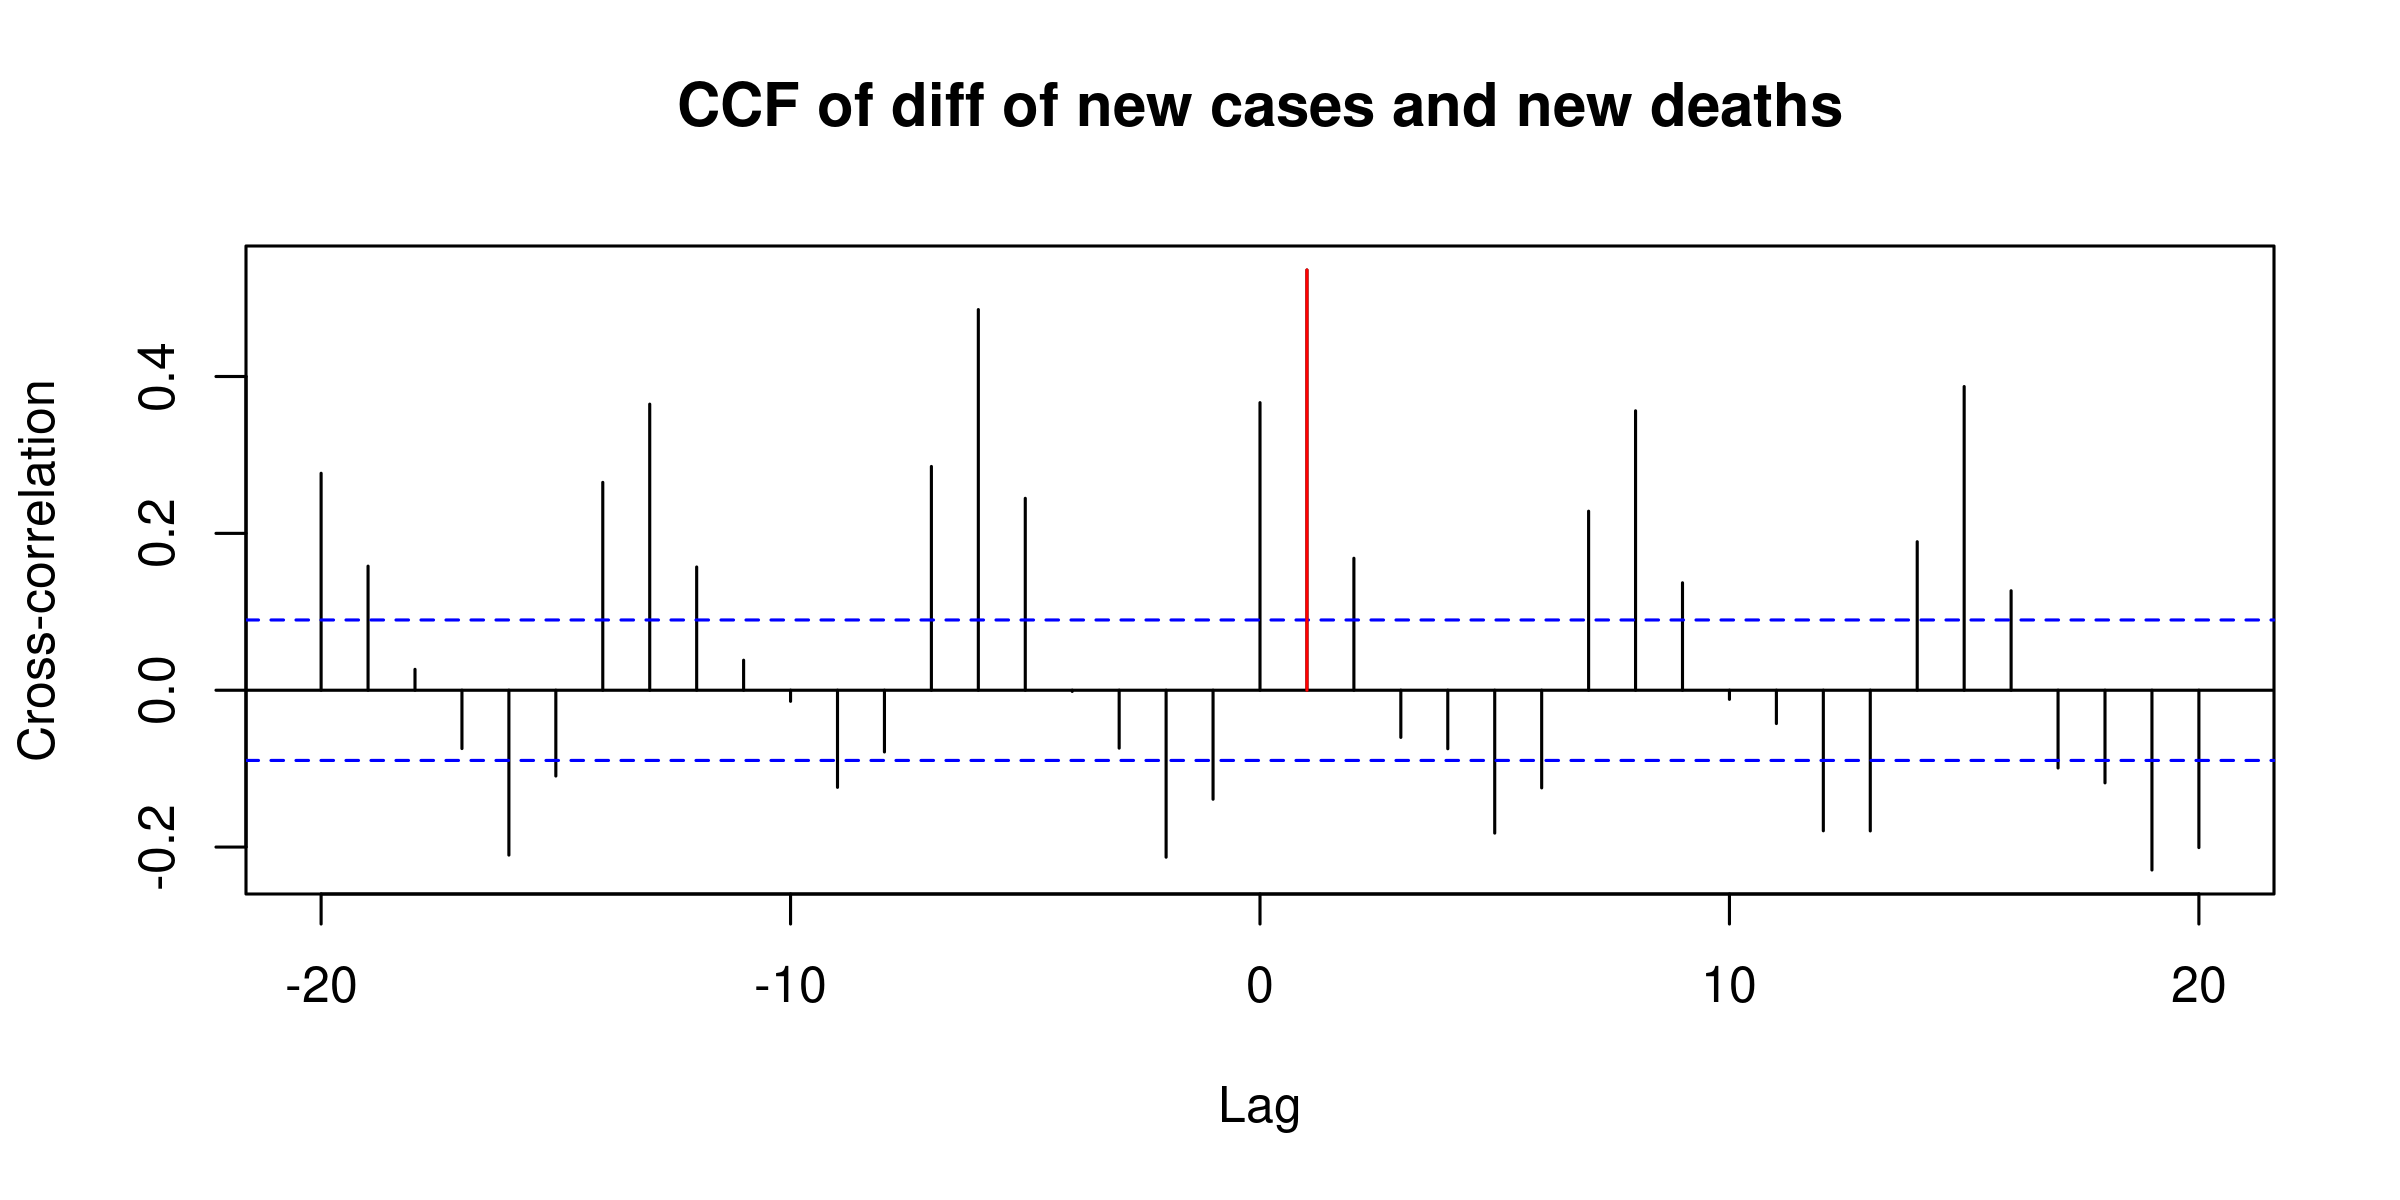 CCF of diff of new cases and new deaths
Cross-correlation
0.4
0.2
0.0
-0.2
-20 -10 0 10 20
Lag